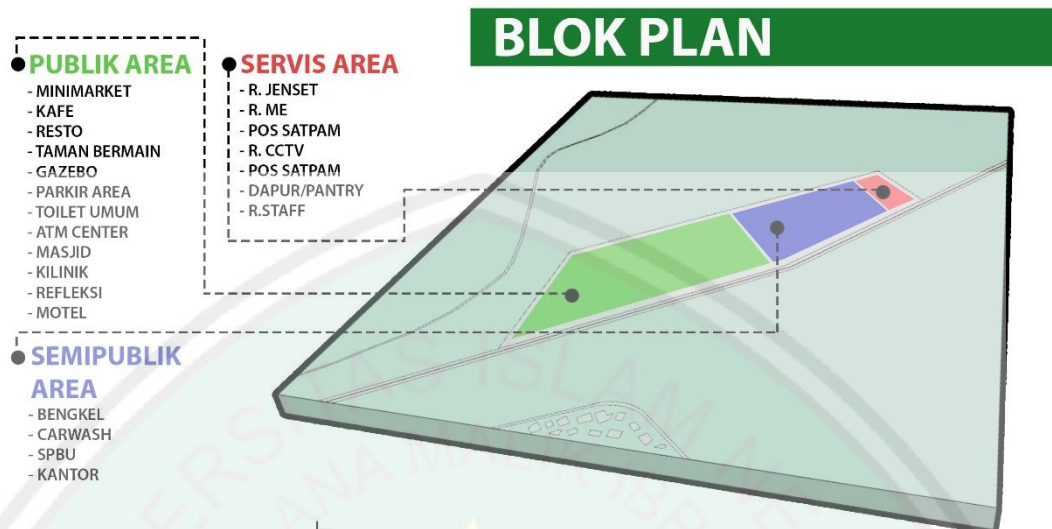 BLOK PLAN
PUBLIK AREA
- MINIMARKET
- KAFE
- RESTO
- TAMAN BERMAIN
- GAZEBO
- PARKIR AREA
- TOILET UMUM
- ATM CENTER
- MASJID
- KILINIK
- REFLEKSI
- MOTEL
SERVIS AREA
- R. JENSET
- R. ME
- POS SATPAM
- R. CCTV
- POS SATPAM
- DAPUR/PANTRY
- R.STAFF
SEMIPUBLIK
AREA
- BENGKEL
- CARWASH
- SPBU
- KANTOR